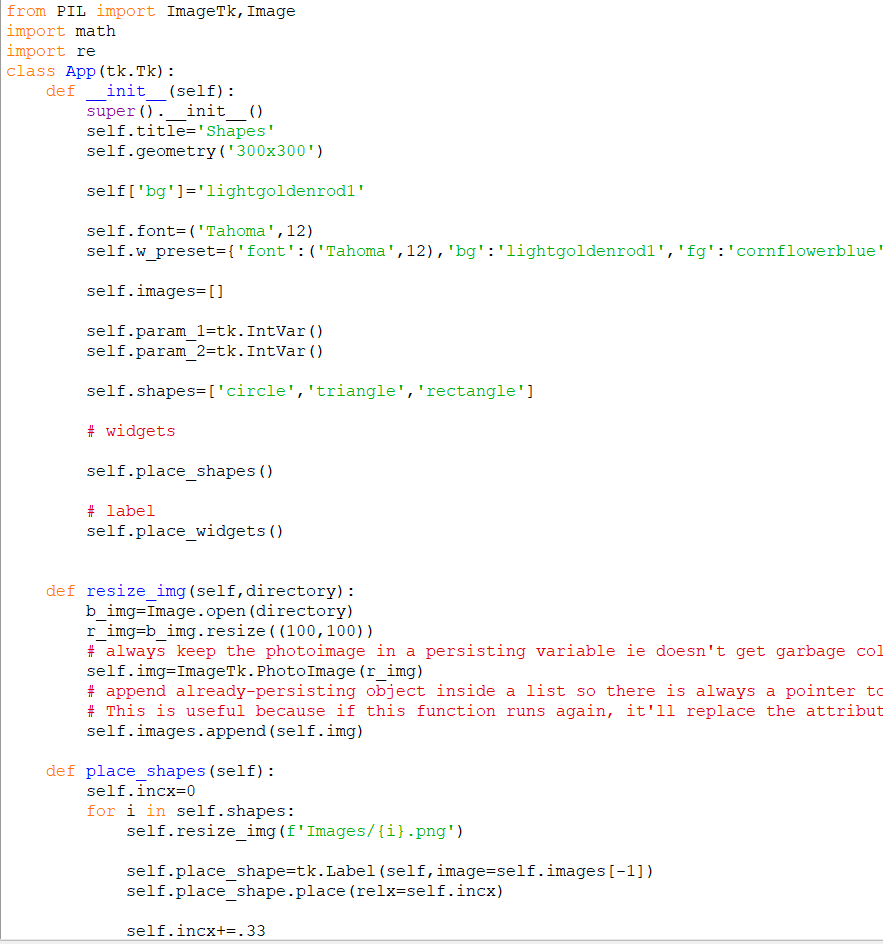 from PIL import ImageTk,Image
import math
import re
class App(tk.Tk):
    def __init__(self):
        super().__init__()
        self.title='Shapes'
        self.geometry('300x300')

        self['bg']='lightgoldenrod1'

        self.font=('Tahoma',12)
        self.w_preset={'font':('Tahoma',12),'bg':'lightgoldenrod1','fg':'cornflowerblue'

        self.images=[]

        self.param_1=tk.IntVar()
        self.param_2=tk.IntVar()

        self.shapes=['circle','triangle','rectangle']

        # widgets

        self.place_shapes()

        # label
        self.place_widgets()


    def resize_img(self,directory):
        b_img=Image.open(directory)
        r_img=b_img.resize((100,100))
        # always keep the photoimage in a persisting variable ie doesn't get garbage col
        self.img=ImageTk.PhotoImage(r_img)
        # append already-persisting object inside a list so there is always a pointer to
        # This is useful because if this function runs again, it'll replace the attribut
        self.images.append(self.img)

    def place_shapes(self):
        self.incx=0
        for i in self.shapes:
            self.resize_img(f'Images/{i}.png')

            self.place_shape=tk.Label(self,image=self.images[-1])
            self.place_shape.place(relx=self.incx)

            self.incx+=.33